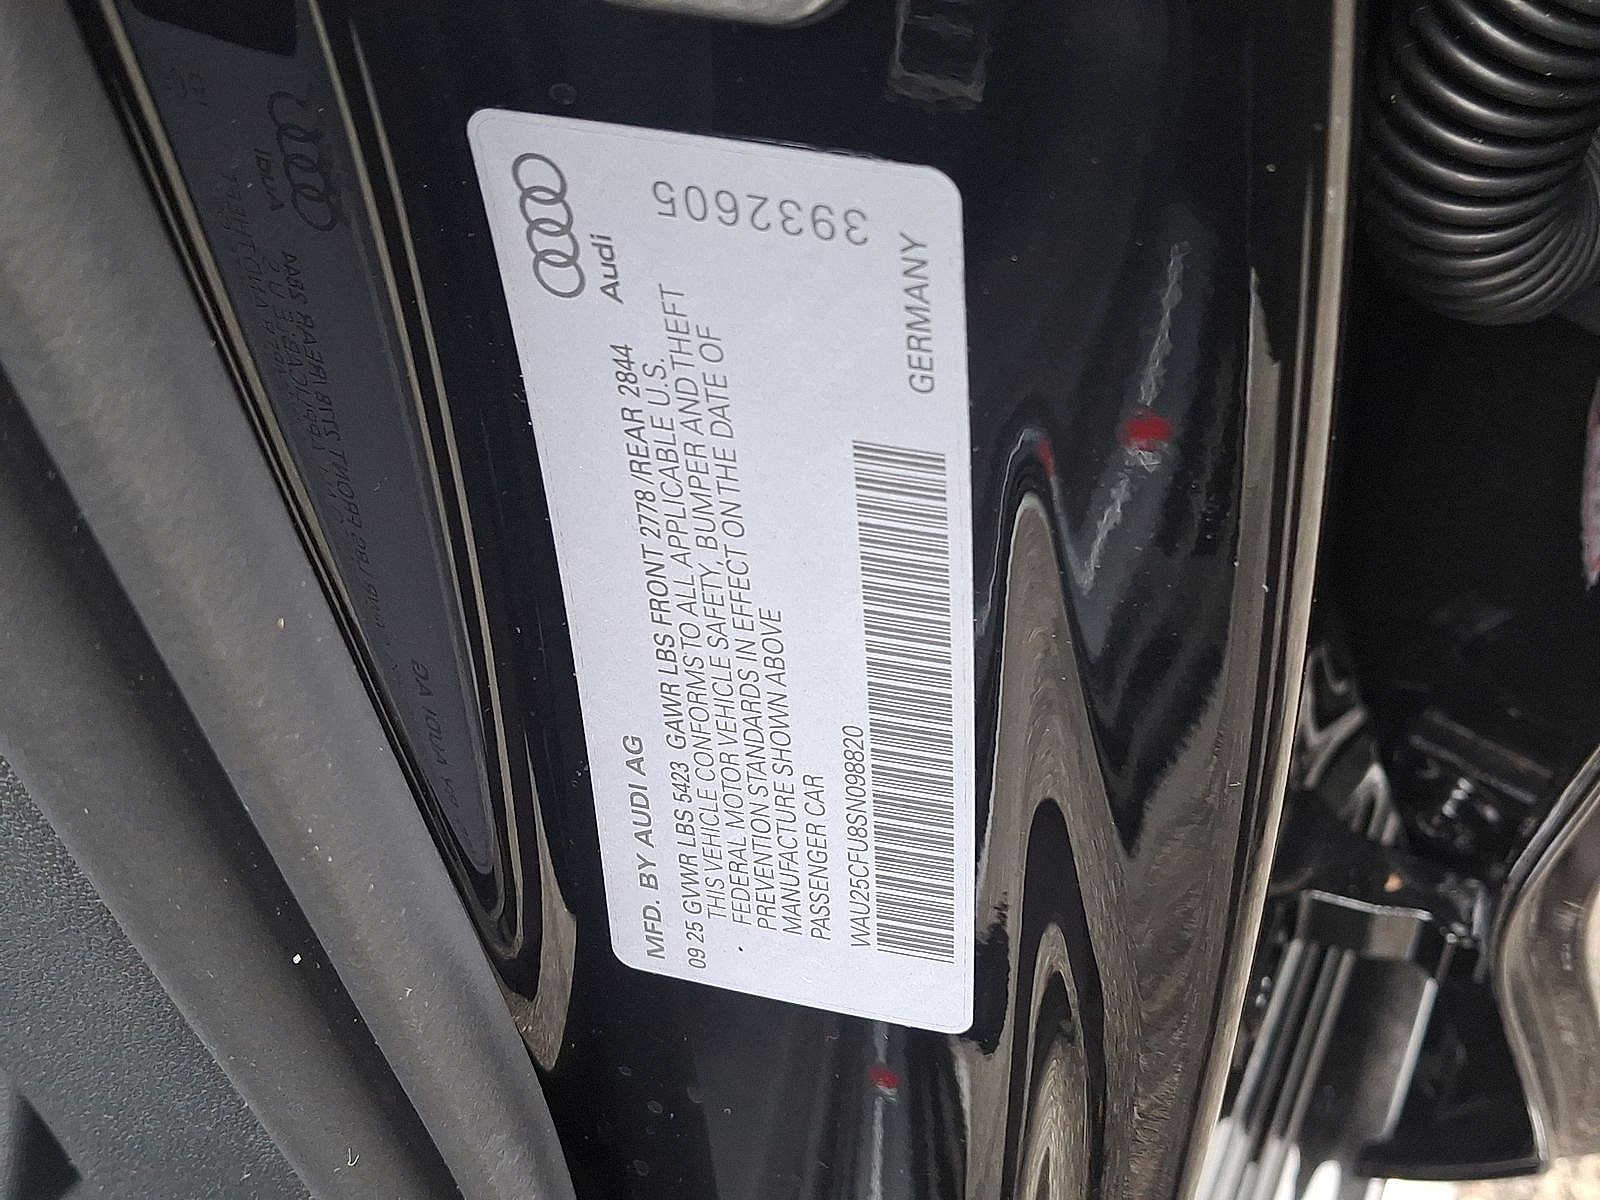 Audi
3932605
MFD. BY AUDI AG
09 25 GVWR LBS 5423 GAWR LBS FRONT 2778/REAR 2844
THIS VEHICLE CONFORMS TO ALL APPLICABLE U.S.
FEDERAL MOTOR VEHICLE SAFETY, BUMPER AND THEFT
PREVENTION STANDARDS IN EFFECT ON THE DATE OF
MANUFACTURE SHOWN ABOVE
PASSENGER CAR
WAU25CFU8SN098820
GERMANY